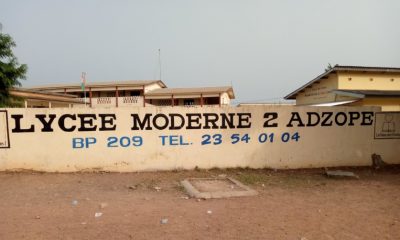 LYCEE MODERNE 2 ADZOPE
BP 209 TEL. 23 54 01 04